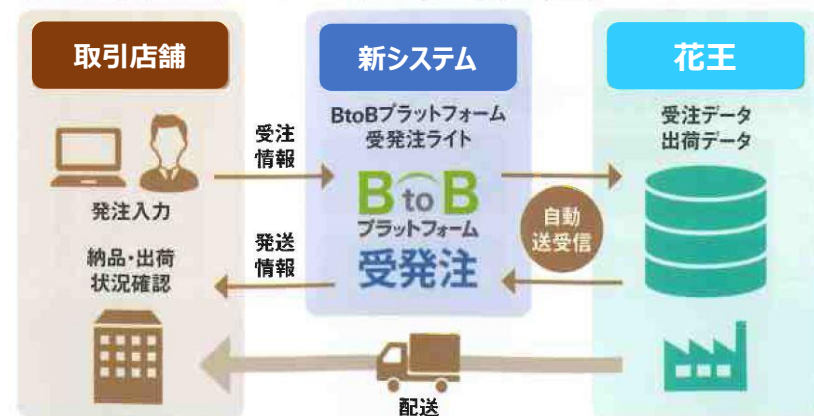 取引店舗
新システム
花王
BtoBプラットフォーム
受発注ライト
受注データ
出荷データ
受注
情報
発注入力
BtoB
プラットフォーム
受発注
自動
送受信
発送
情報
納品・出荷
状況確認
配送